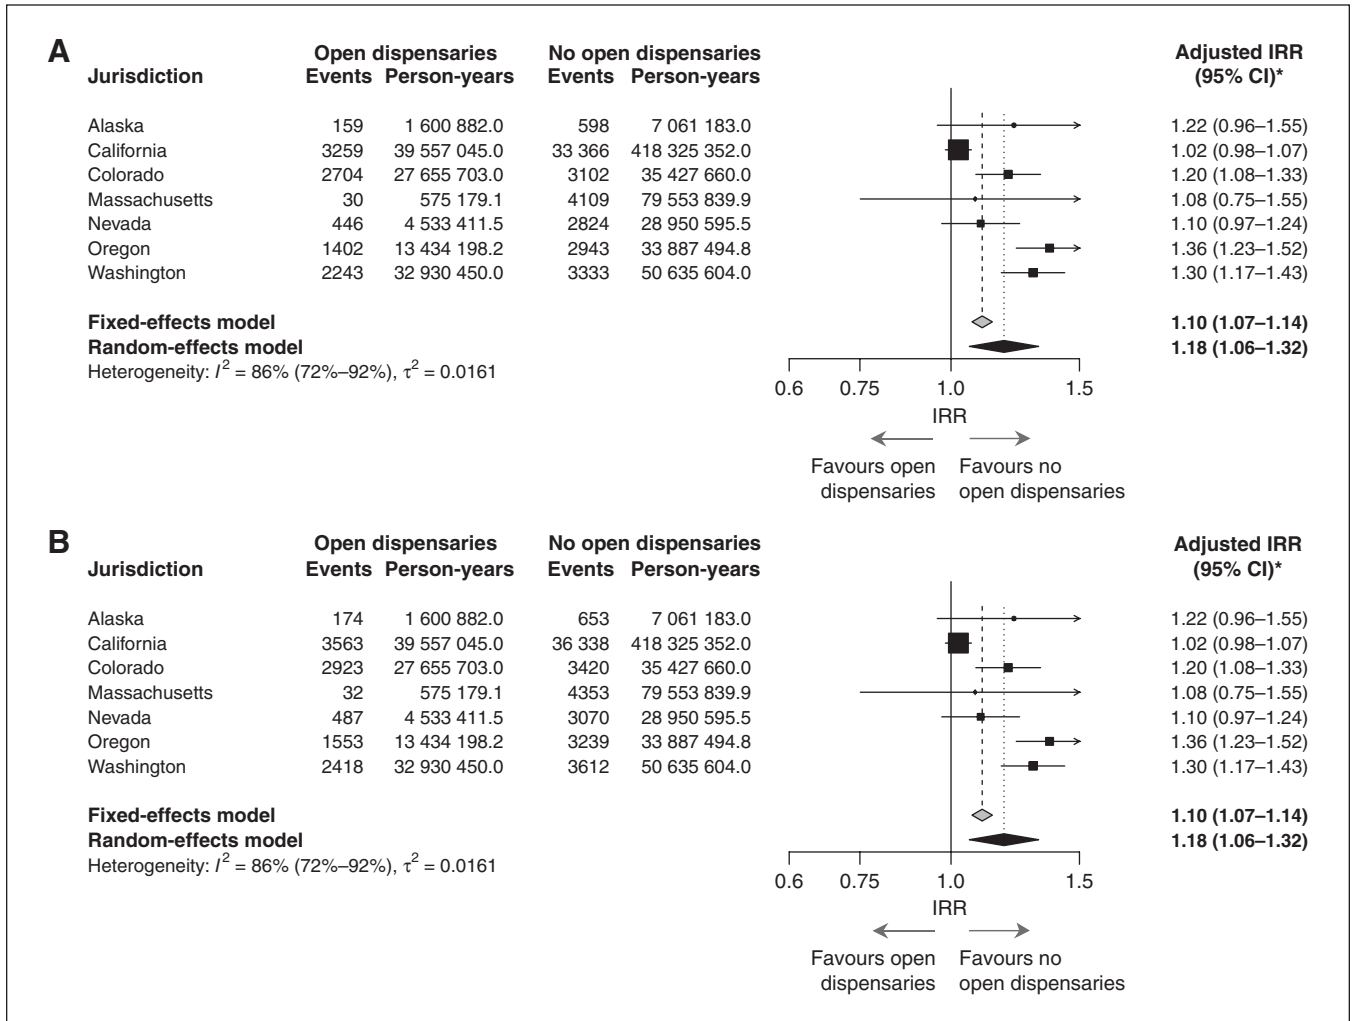 A
Open dispensaries No open dispensaries Adjusted IRR
Jurisdiction Events Person-years Events Person-years (95% CI)*
Alaska 159 1 600 882.0 598 7 061 183.0 1.22 (0.96–1.55)
California 3259 39 557 045.0 33 366 418 325 352.0 1.02 (0.98–1.07)
Colorado 2704 27 655 703.0 3102 35 427 660.0 1.20 (1.08–1.33)
Massachusetts 30 575 179.1 4109 79 553 839.9 1.08 (0.75–1.55)
Nevada 446 4 533 411.5 2824 28 950 595.5 1.10 (0.97–1.24)
Oregon 1402 13 434 198.2 2943 33 887 494.8 1.36 (1.23–1.52)
Washington 2243 32 930 450.0 3333 50 635 604.0 1.30 (1.17–1.43)
Fixed-effects model 1.10 (1.07–1.14)
Random-effects model 1.18 (1.06–1.32)
Heterogeneity: I² = 86% (72%–92%), τ² = 0.0161
0.6 0.75 1.0 1.5
IRR
Favours open Favours no
dispensaries open dispensaries
B
Open dispensaries No open dispensaries Adjusted IRR
Jurisdiction Events Person-years Events Person-years (95% CI)*
Alaska 174 1 600 882.0 653 7 061 183.0 1.22 (0.96–1.55)
California 3563 39 557 045.0 36 338 418 325 352.0 1.02 (0.98–1.07)
Colorado 2923 27 655 703.0 3420 35 427 660.0 1.20 (1.08–1.33)
Massachusetts 32 575 179.1 4353 79 553 839.9 1.08 (0.75–1.55)
Nevada 487 4 533 411.5 3070 28 950 595.5 1.10 (0.97–1.24)
Oregon 1553 13 434 198.2 3239 33 887 494.8 1.36 (1.23–1.52)
Washington 2418 32 930 450.0 3612 50 635 604.0 1.30 (1.17–1.43)
Fixed-effects model 1.10 (1.07–1.14)
Random-effects model 1.18 (1.06–1.32)
Heterogeneity: I² = 86% (72%–92%), τ² = 0.0161
0.6 0.75 1.0 1.5
IRR
Favours open Favours no
dispensaries open dispensaries